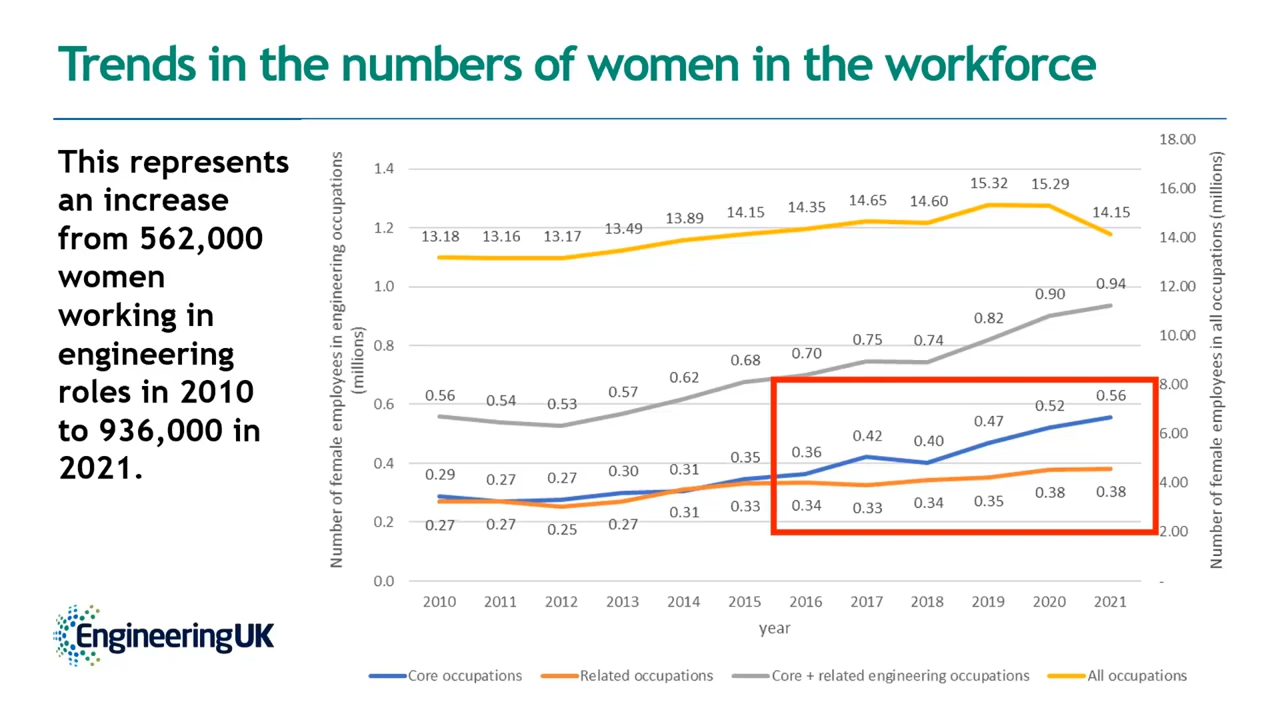 Trends in the numbers of women in the workforce
This represents
an increase
from 562,000
women
working in
engineering
roles in 2010
to 936,000 in
2021.
EngineeringUK
Number of female employees in engineering occupations
(millions)
1.4
1.2
1.0
0.8
0.6
0.4
0.2
0.0
13.18 13.16 13.17 13.49 13.89 14.15 14.35 14.65 14.60 15.32 15.29 14.15
0.56 0.54 0.53 0.57 0.62 0.68 0.70 0.75 0.74 0.82 0.90 0.94
0.29 0.27 0.27 0.30 0.31 0.35 0.36 0.42 0.40 0.47 0.52 0.56
0.27 0.27 0.25 0.27 0.31 0.33 0.34 0.33 0.34 0.35 0.38 0.38
18.00
16.00
14.00
12.00
10.00
8.00
6.00
4.00
2.00
-
Number of female employees in all occupations (millions)
2010 2011 2012 2013 2014 2015 2016 2017 2018 2019 2020 2021
year
Core occupations Related occupations Core + related engineering occupations All occupations